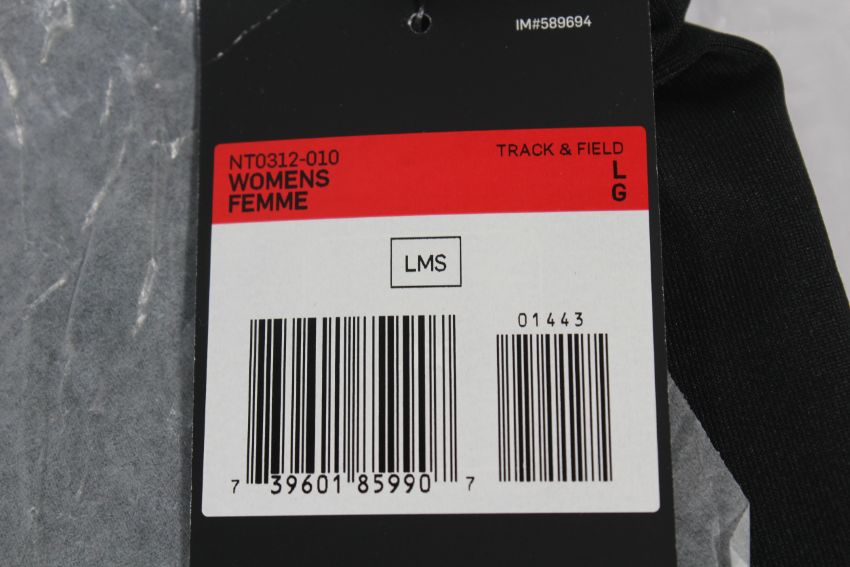 IM#589694
NT0312-010
TRACK & FIELD
WOMENS
L
FEMME
G
LMS
01443
7 39601 85990 7